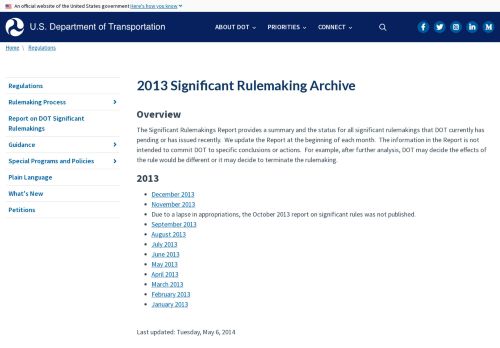 An official website of the United States government Here's how you know
U.S. Department of Transportation
ABOUT DOT
PRIORITIES
CONNECT
Home \ Regulations
Regulations
Rulemaking Process
Report on DOT Significant
Rulemakings
Guidance
Special Programs and Policies
Plain Language
What's New
Petitions
2013 Significant Rulemaking Archive
Overview
The Significant Rulemakings Report provides a summary and the status for all significant rulemakings that DOT currently has
pending or has issued recently.  We update the Report at the beginning of each month.  The information in the Report is not
intended to commit DOT to specific conclusions or actions.  For example, after further analysis, DOT may decide the effects of
the rule would be different or it may decide to terminate the rulemaking.
2013
December 2013
November 2013
Due to a lapse in appropriations, the October 2013 report on significant rules was not published.
September 2013
August 2013
July 2013
June 2013
May 2013
April 2013
March 2013
February 2013
January 2013
Last updated: Tuesday, May 6, 2014